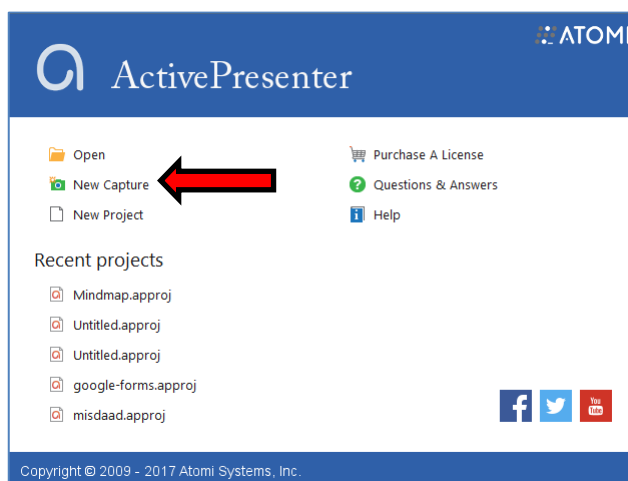 ATOMI
ActivePresenter
Open
New Capture
New Project
Purchase A License
Questions & Answers
Help
Recent projects
Mindmap.approj
Untitled.approj
Untitled.approj
google-forms.approj
misdaad.approj
You
Tube
Copyright © 2009 - 2017 Atomi Systems, Inc.